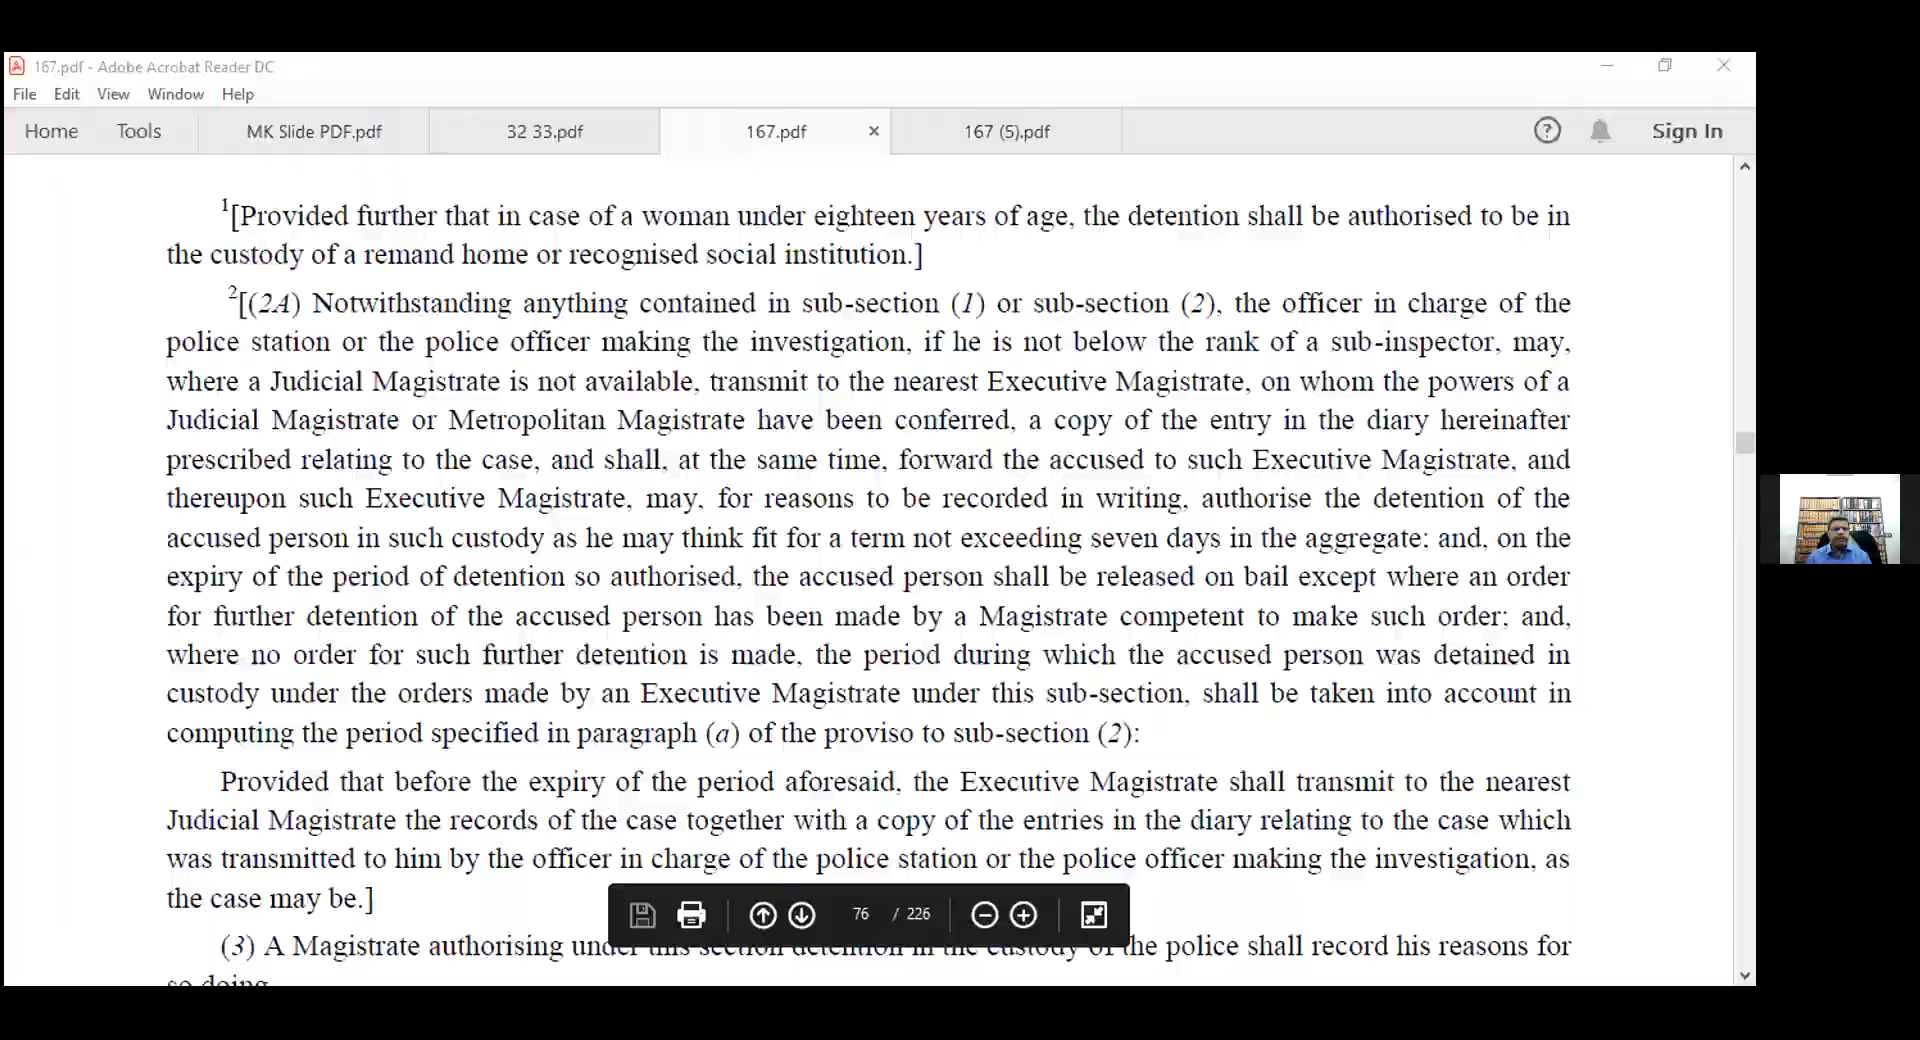 167.pdf - Adobe Acrobat Reader DC
File Edit View Window Help
Home Tools MK Slide PDF.pdf 32 33.pdf 167.pdf × 167 (5).pdf ? Sign In
1[Provided further that in case of a woman under eighteen years of age, the detention shall be authorised to be in
the custody of a remand home or recognised social institution.]
2[(2A) Notwithstanding anything contained in sub-section (1) or sub-section (2), the officer in charge of the
police station or the police officer making the investigation, if he is not below the rank of a sub-inspector, may,
where a Judicial Magistrate is not available, transmit to the nearest Executive Magistrate, on whom the powers of a
Judicial Magistrate or Metropolitan Magistrate have been conferred, a copy of the entry in the diary hereinafter
prescribed relating to the case, and shall, at the same time, forward the accused to such Executive Magistrate, and
thereupon such Executive Magistrate, may, for reasons to be recorded in writing, authorise the detention of the
accused person in such custody as he may think fit for a term not exceeding seven days in the aggregate; and, on the
expiry of the period of detention so authorised, the accused person shall be released on bail except where an order
for further detention of the accused person has been made by a Magistrate competent to make such order; and,
where no order for such further detention is made, the period during which the accused person was detained in
custody under the orders made by an Executive Magistrate under this sub-section, shall be taken into account in
computing the period specified in paragraph (a) of the proviso to sub-section (2):
Provided that before the expiry of the period aforesaid, the Executive Magistrate shall transmit to the nearest
Judicial Magistrate the records of the case together with a copy of the entries in the diary relating to the case which
was transmitted to him by the officer in charge of the police station or the police officer making the investigation, as
the case may be.]
76 / 226
(3) A Magistrate authorising under this section detention in the custody of the police shall record his reasons for
so doing.